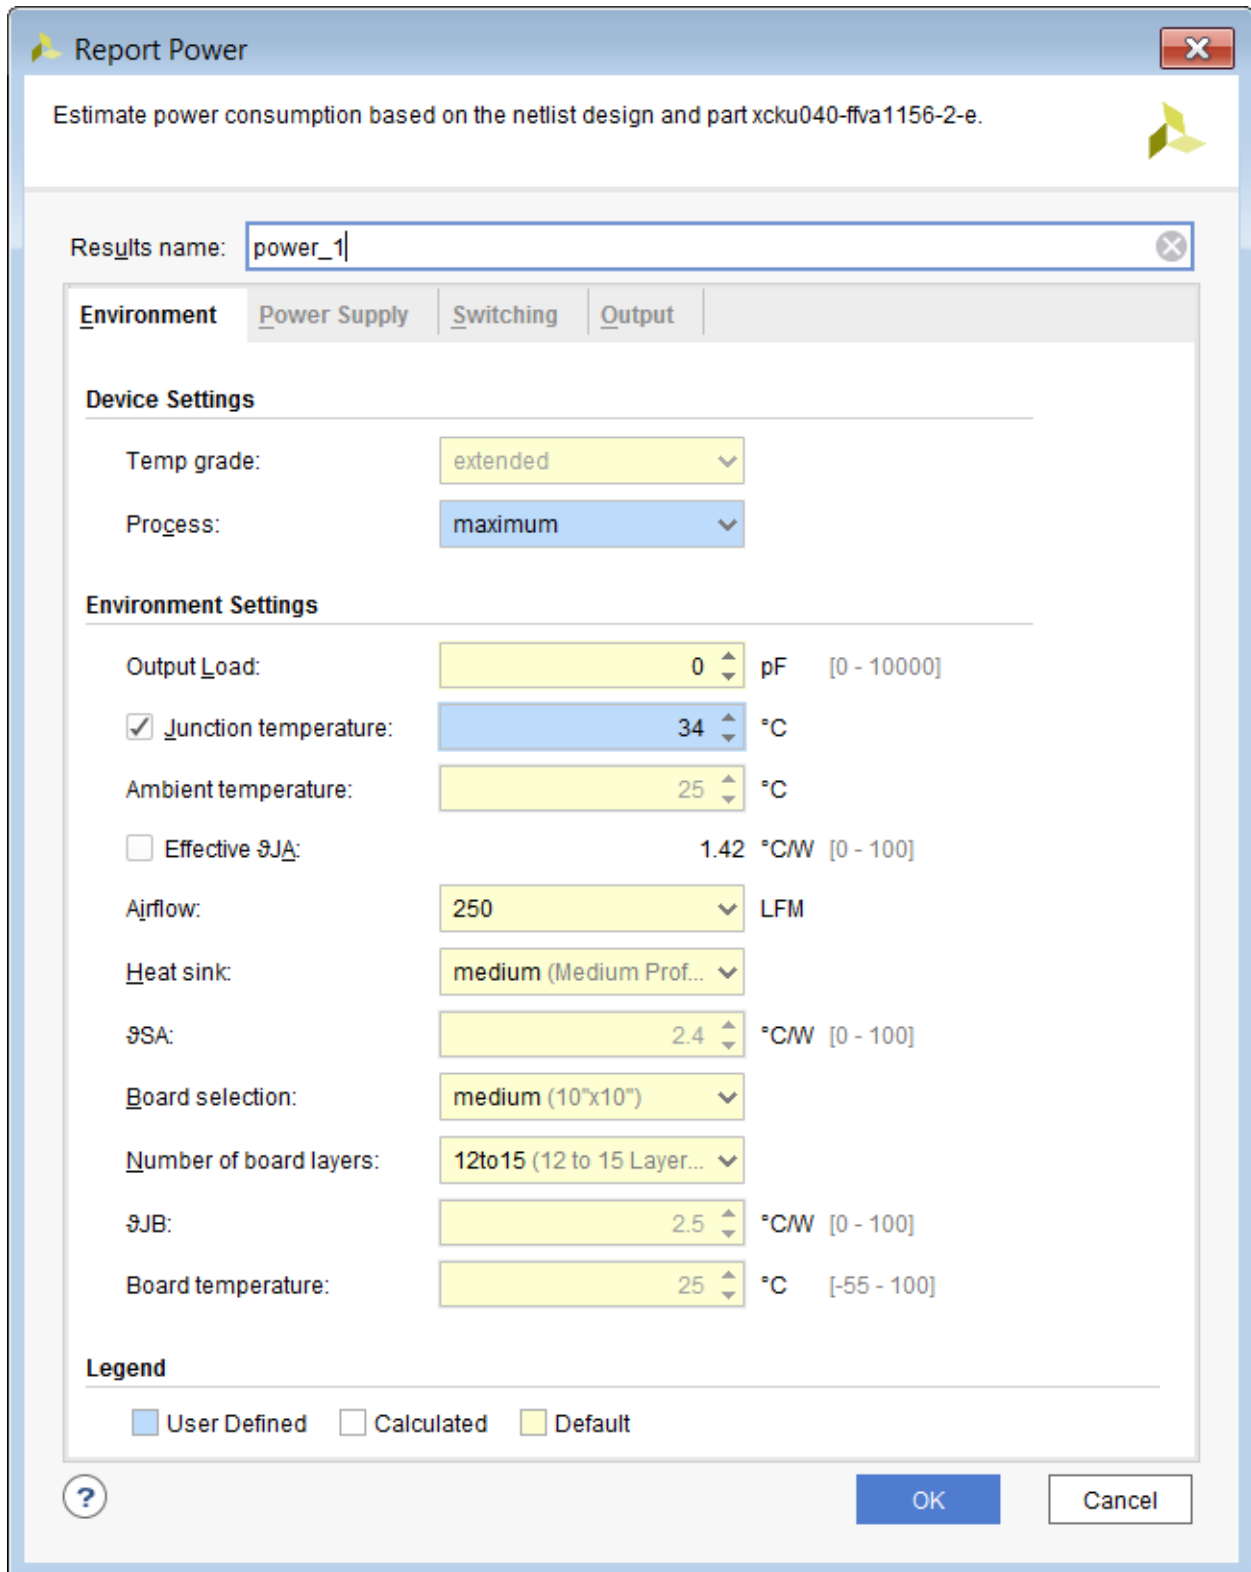 Report Power
Estimate power consumption based on the netlist design and part xcku040-ffva1156-2-e.
Results name: power_1
Environment Power Supply Switching Output
Device Settings
Temp grade: extended
Process: maximum
Environment Settings
Output Load: 0 pF [0 - 10000]
Junction temperature: 34 °C
Ambient temperature: 25 °C
Effective ϑJA: 1.42 °C/W [0 - 100]
Airflow: 250 LFM
Heat sink: medium (Medium Prof...
ϑSA: 2.4 °C/W [0 - 100]
Board selection: medium (10"x10")
Number of board layers: 12to15 (12 to 15 Layer...
ϑJB: 2.5 °C/W [0 - 100]
Board temperature: 25 °C [-55 - 100]
Legend
User Defined Calculated Default
? OK Cancel